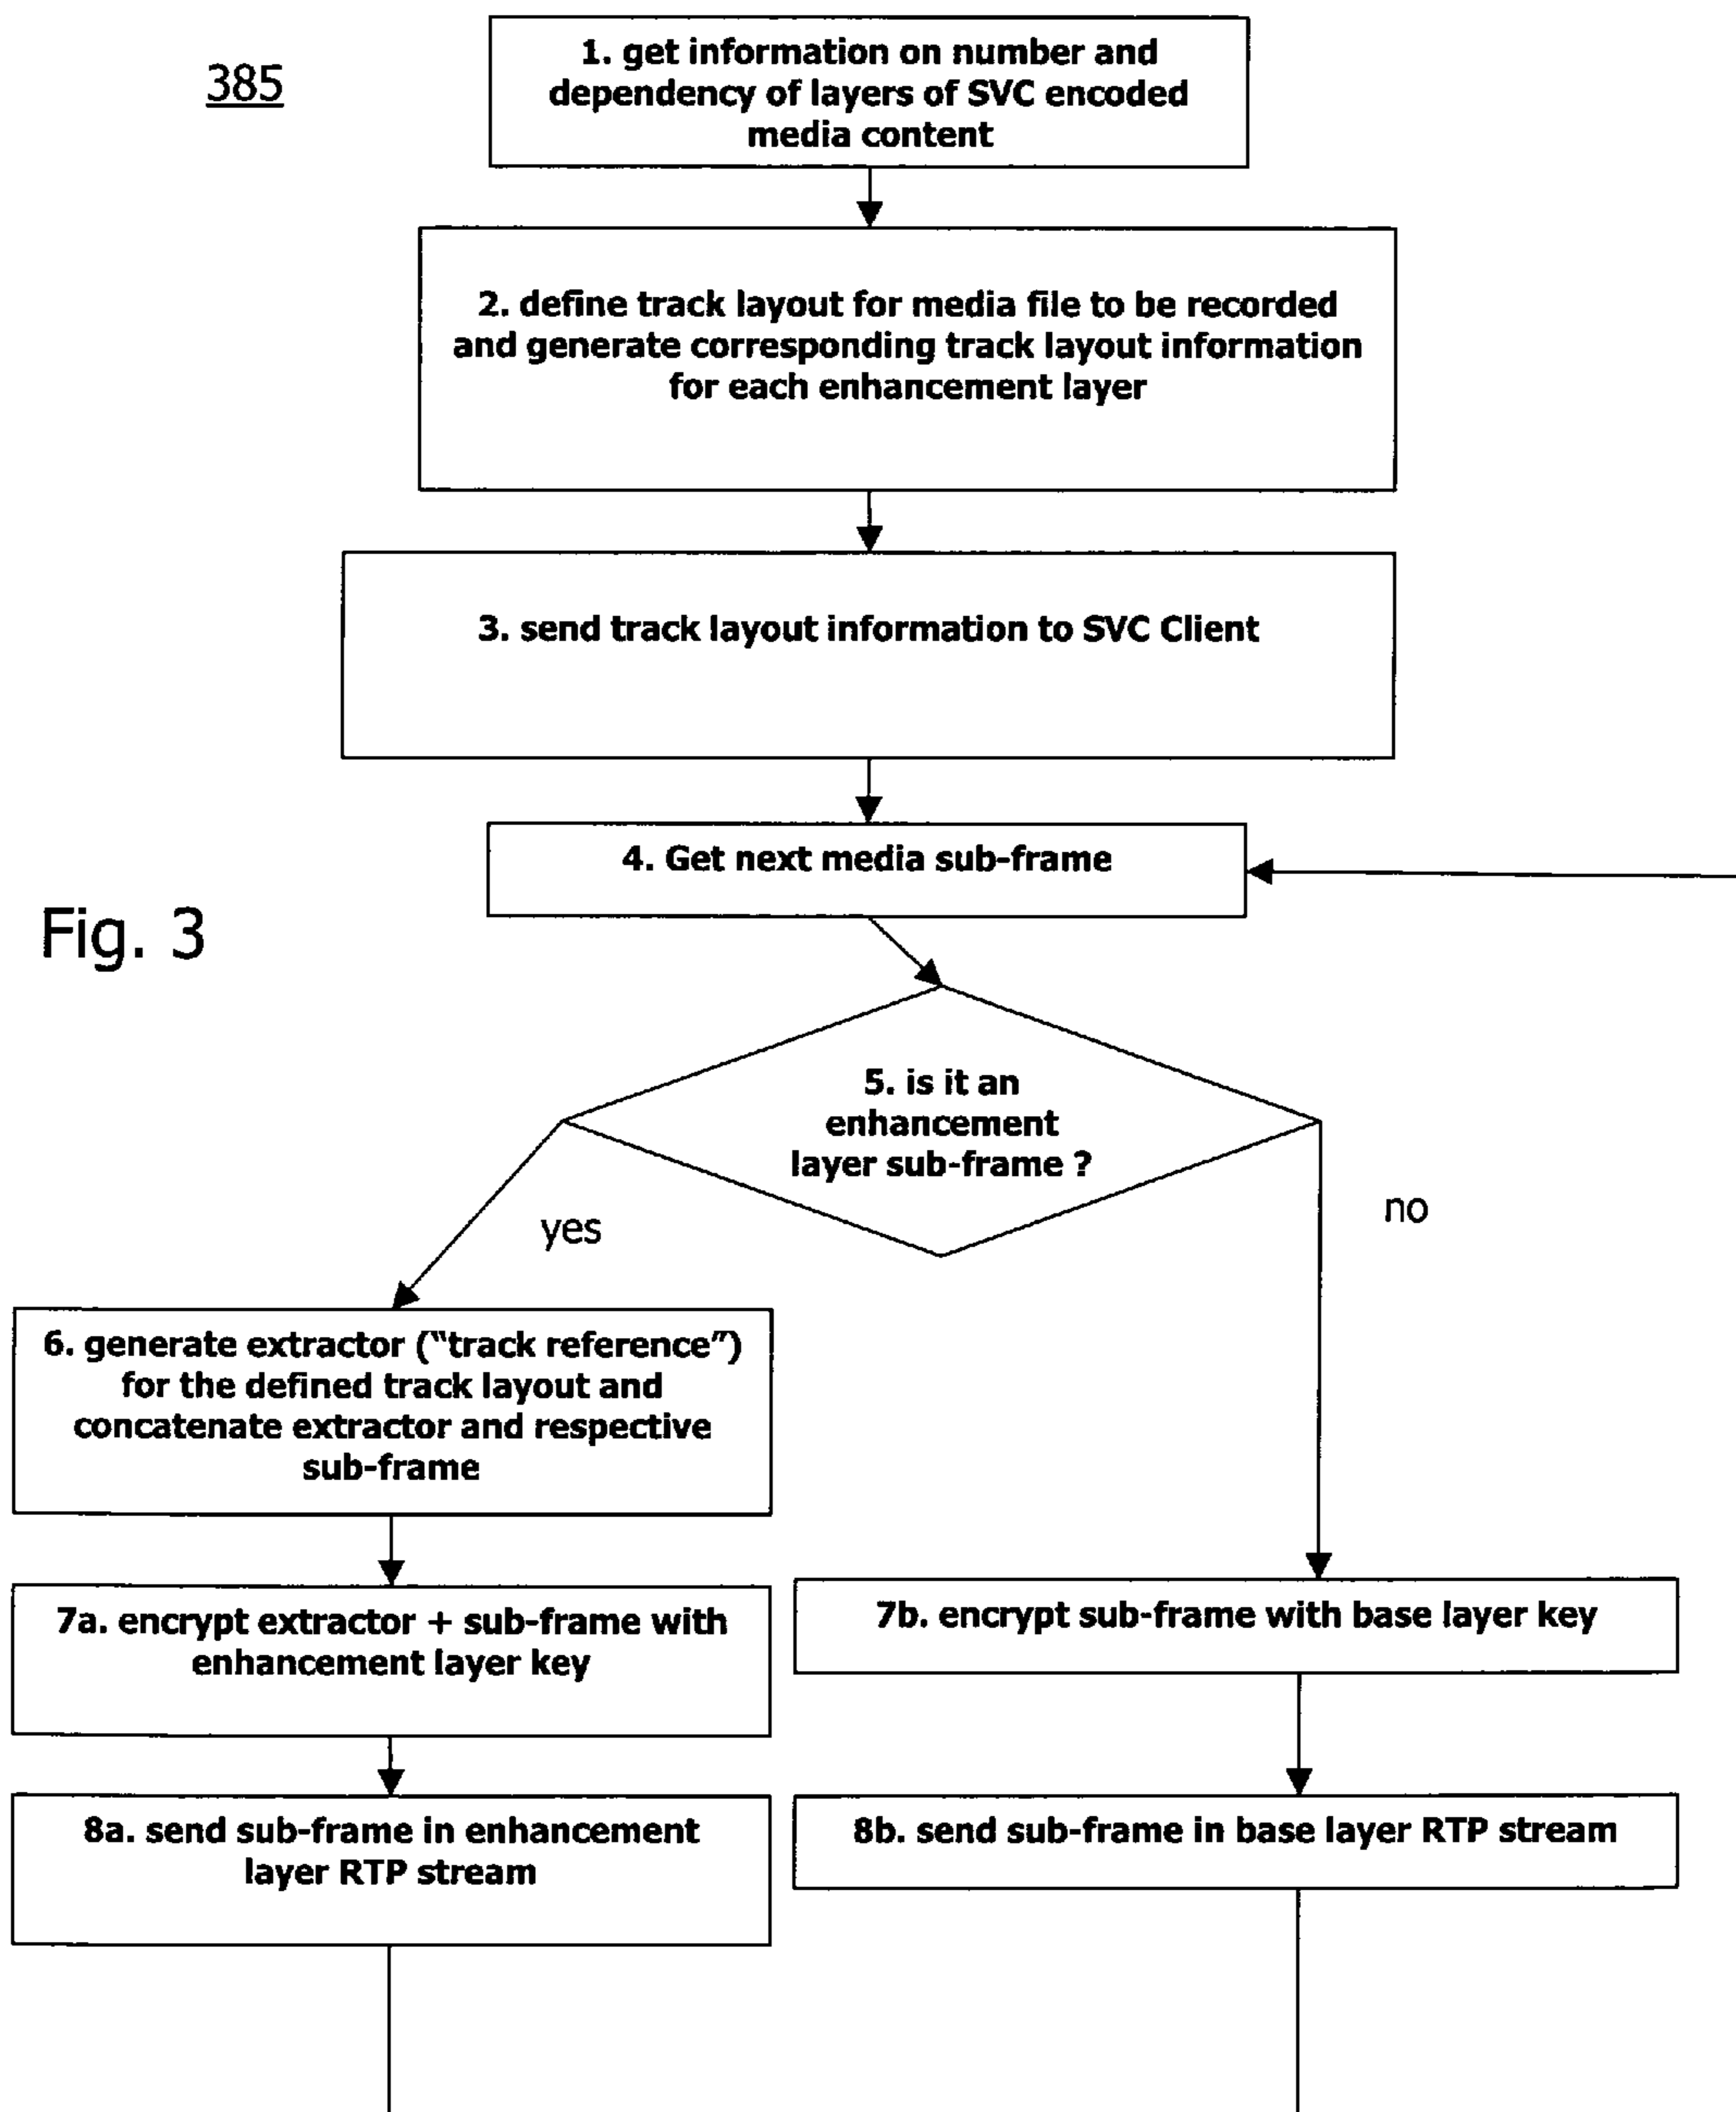 385
1. get information on number and
dependency of layers of SVC encoded
media content
2. define track layout for media file to be recorded
and generate corresponding track layout information
for each enhancement layer
3. send track layout information to SVC Client
4. Get next media sub-frame
Fig. 3
5. is it an
enhancement
layer sub-frame ?
yes
no
6. generate extractor ("track reference")
for the defined track layout and
concatenate extractor and respective
sub-frame
7a. encrypt extractor + sub-frame with
enhancement layer key
7b. encrypt sub-frame with base layer key
8a. send sub-frame in enhancement
layer RTP stream
8b. send sub-frame in base layer RTP stream